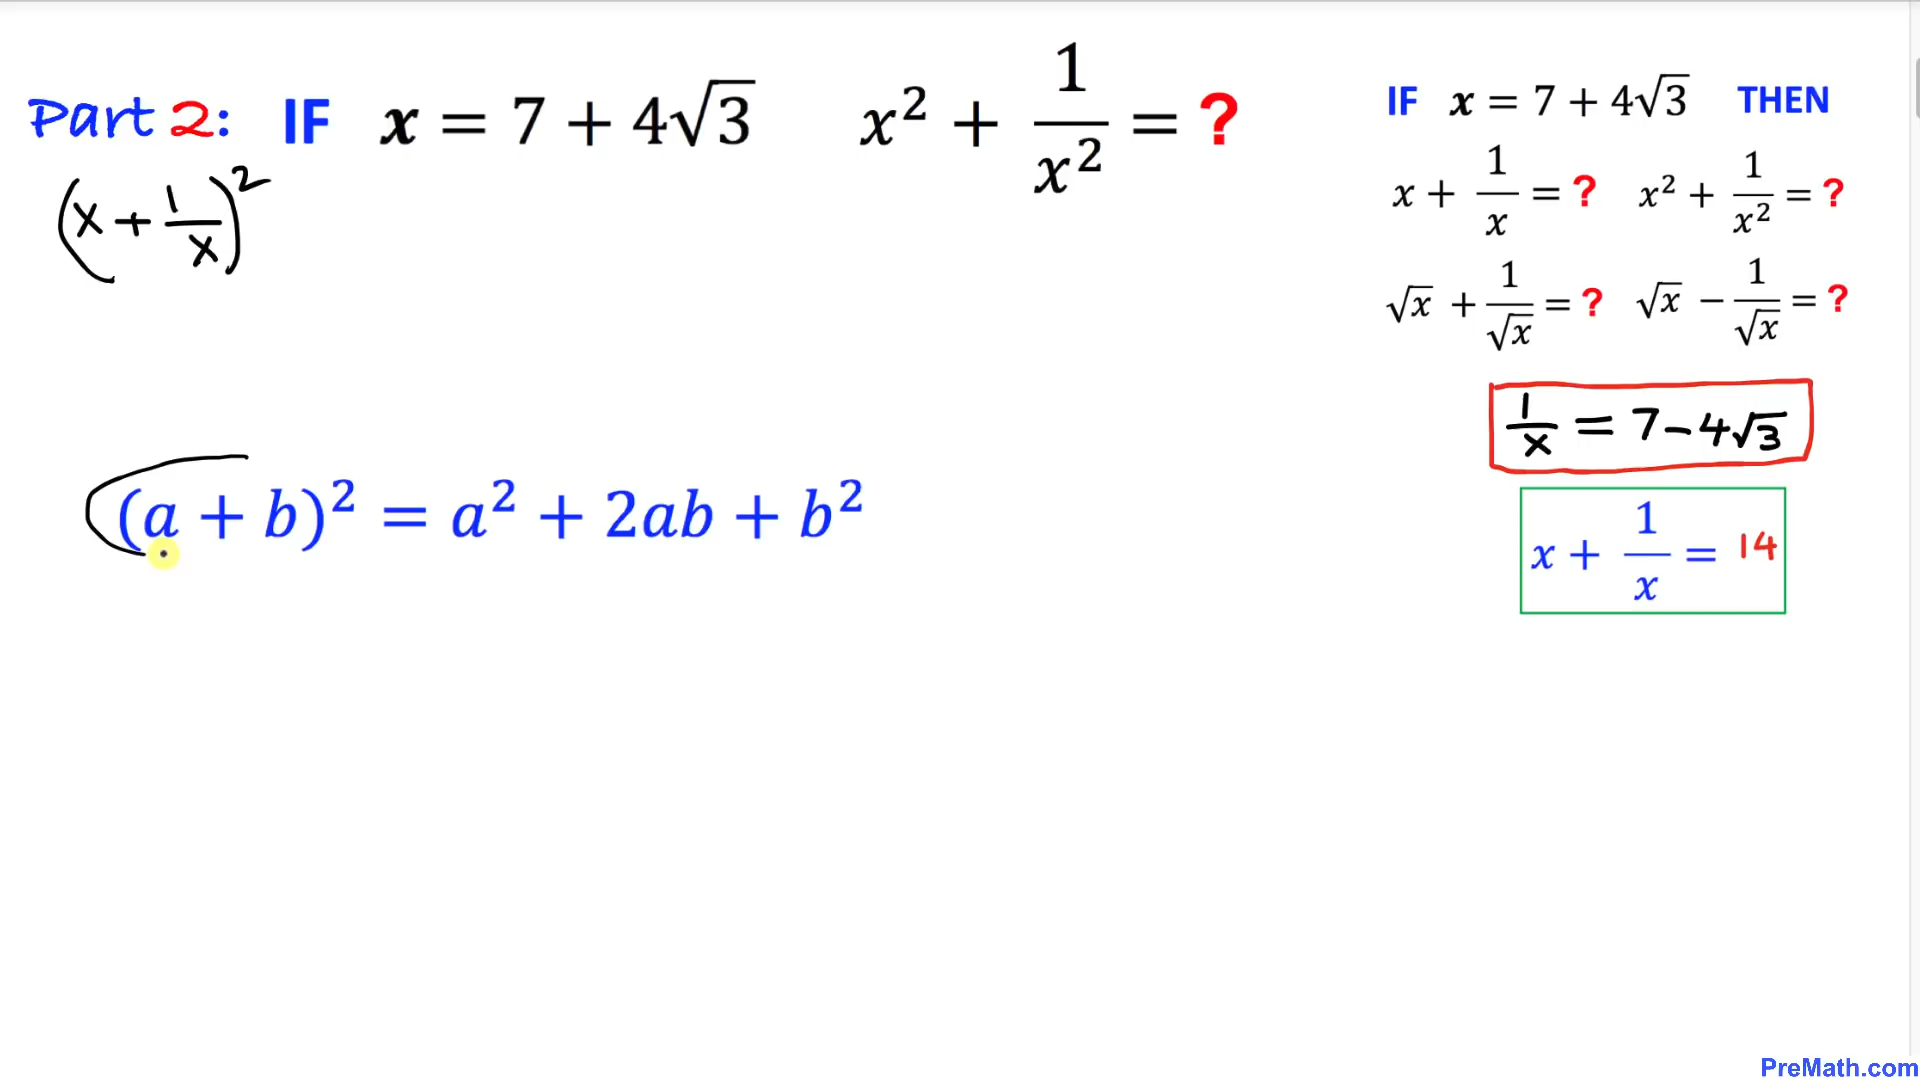 Part 2: IF x = 7 + 4√3 x² + 1/x² = ?
(x + 1/x)²
(a + b)² = a² + 2ab + b²
IF x = 7 + 4√3 THEN
x + 1/x = ? x² + 1/x² = ?
√x + 1/√x = ? √x − 1/√x = ?
1/x = 7 − 4√3
x + 1/x = 14
PreMath.com